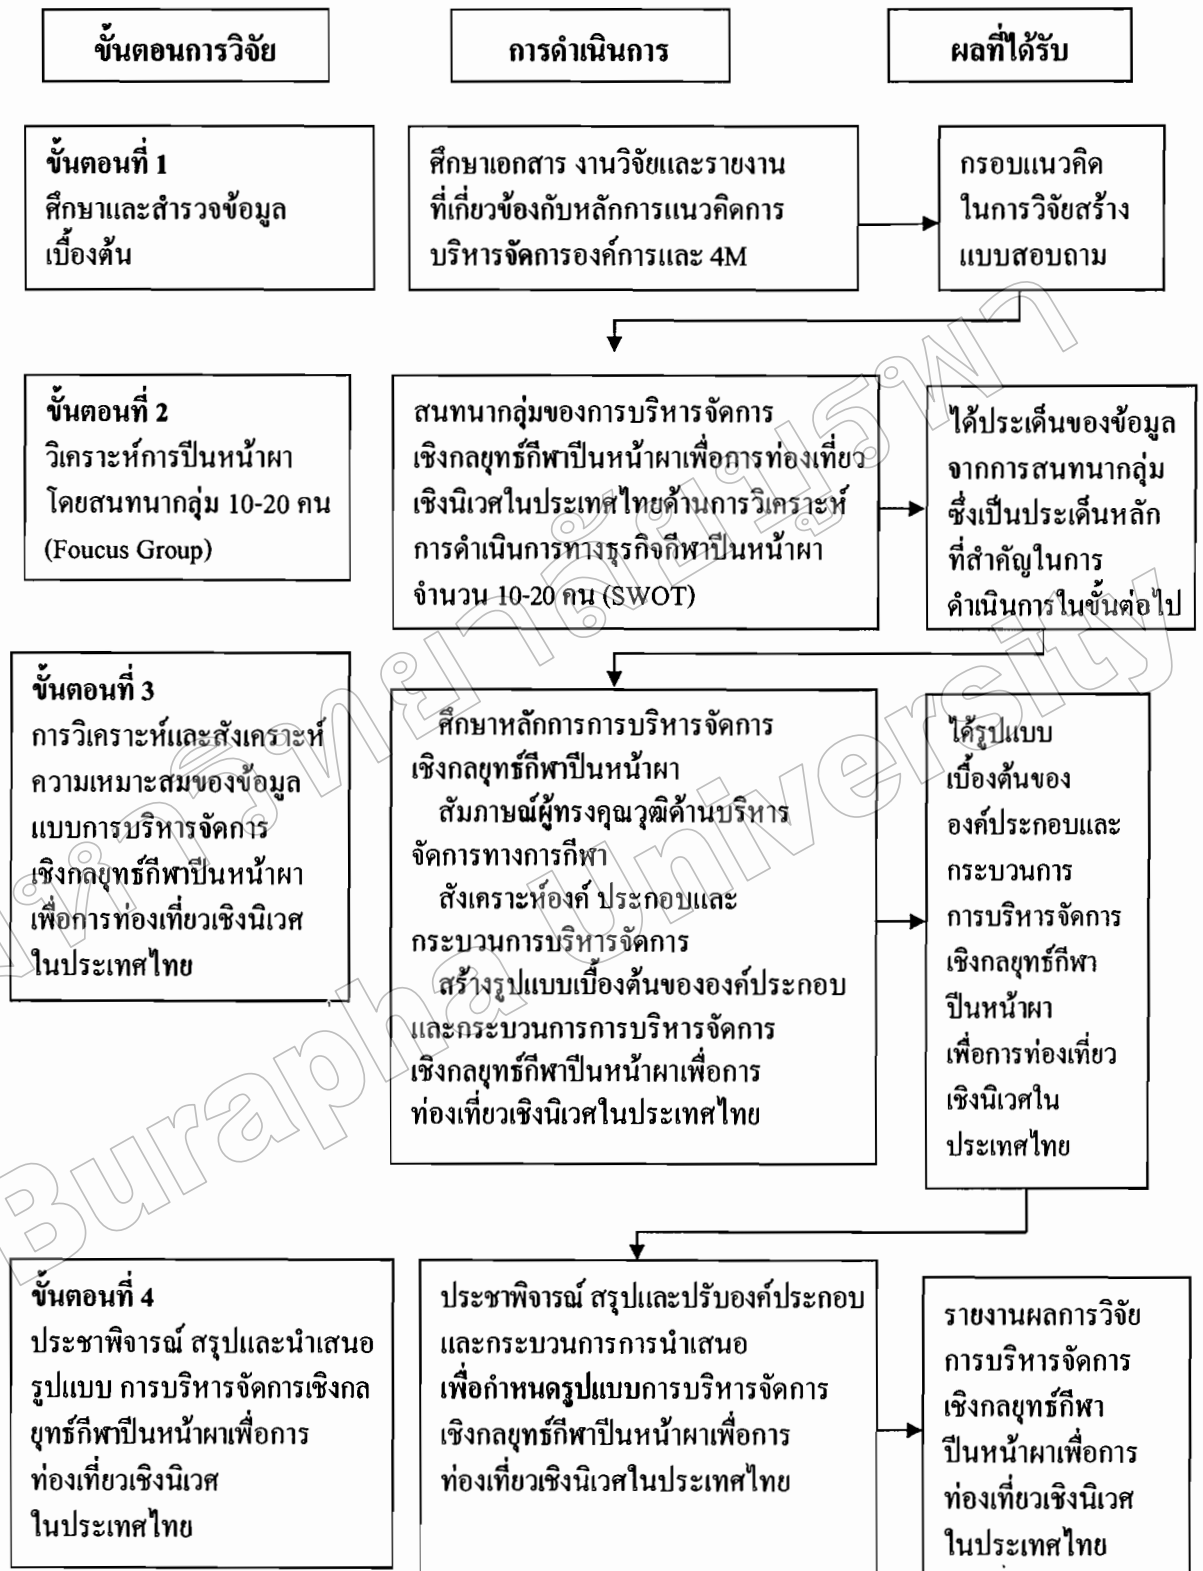 ขั้นตอนการวิจัย
การดำเนินการ
ผลที่ได้รับ
ขั้นตอนที่ 1
ศึกษาและสำรวจข้อมูล
เบื้องต้น
ศึกษาเอกสาร งานวิจัยและรายงาน
ที่เกี่ยวข้องกับหลักการแนวคิดการ
บริหารจัดการองค์การและ 4M
กรอบแนวคิด
ในการวิจัยสร้าง
แบบสอบถาม
ขั้นตอนที่ 2
วิเคราะห์การปีนหน้าผา
โดยสนทนากลุ่ม 10-20 คน
(Foucus Group)
สนทนากลุ่มของการบริหารจัดการ
เชิงกลยุทธ์กีฬาปีนหน้าผาเพื่อการท่องเที่ยว
เชิงนิเวศในประเทศไทยด้านการวิเคราะห์
การดำเนินการทางธุรกิจกีฬาปีนหน้าผา
จำนวน 10-20 คน (SWOT)
ได้ประเด็นของข้อมูล
จากการสนทนากลุ่ม
ซึ่งเป็นประเด็นหลัก
ที่สำคัญในการ
ดำเนินการในขั้นต่อไป
ขั้นตอนที่ 3
การวิเคราะห์และสังเคราะห์
ความเหมาะสมของข้อมูล
แบบการบริหารจัดการ
เชิงกลยุทธ์กีฬาปีนหน้าผา
เพื่อการท่องเที่ยวเชิงนิเวศ
ในประเทศไทย
ศึกษาหลักการการบริหารจัดการ
เชิงกลยุทธ์กีฬาปีนหน้าผา
สัมภาษณ์ผู้ทรงคุณวุฒิด้านบริหาร
จัดการทางการกีฬา
สังเคราะห์องค์ ประกอบและ
กระบวนการบริหารจัดการ
สร้างรูปแบบเบื้องต้นขององค์ประกอบ
และกระบวนการการบริหารจัดการ
เชิงกลยุทธ์กีฬาปีนหน้าผาเพื่อการ
ท่องเที่ยวเชิงนิเวศในประเทศไทย
ได้รูปแบบ
เบื้องต้นของ
องค์ประกอบและ
กระบวนการ
การบริหารจัดการ
เชิงกลยุทธ์กีฬา
ปีนหน้าผา
เพื่อการท่องเที่ยว
เชิงนิเวศใน
ประเทศไทย
ขั้นตอนที่ 4
ประชาพิจารณ์ สรุปและนำเสนอ
รูปแบบ การบริหารจัดการเชิงกล
ยุทธ์กีฬาปีนหน้าผาเพื่อการ
ท่องเที่ยวเชิงนิเวศ
ในประเทศไทย
ประชาพิจารณ์ สรุปและปรับองค์ประกอบ
และกระบวนการการนำเสนอ
เพื่อกำหนดรูปแบบการบริหารจัดการ
เชิงกลยุทธ์กีฬาปีนหน้าผาเพื่อการ
ท่องเที่ยวเชิงนิเวศในประเทศไทย
รายงานผลการวิจัย
การบริหารจัดการ
เชิงกลยุทธ์กีฬา
ปีนหน้าผาเพื่อการ
ท่องเที่ยวเชิงนิเวศ
ในประเทศไทย
มหาวิทยาลัยบูรพา
Burapha University